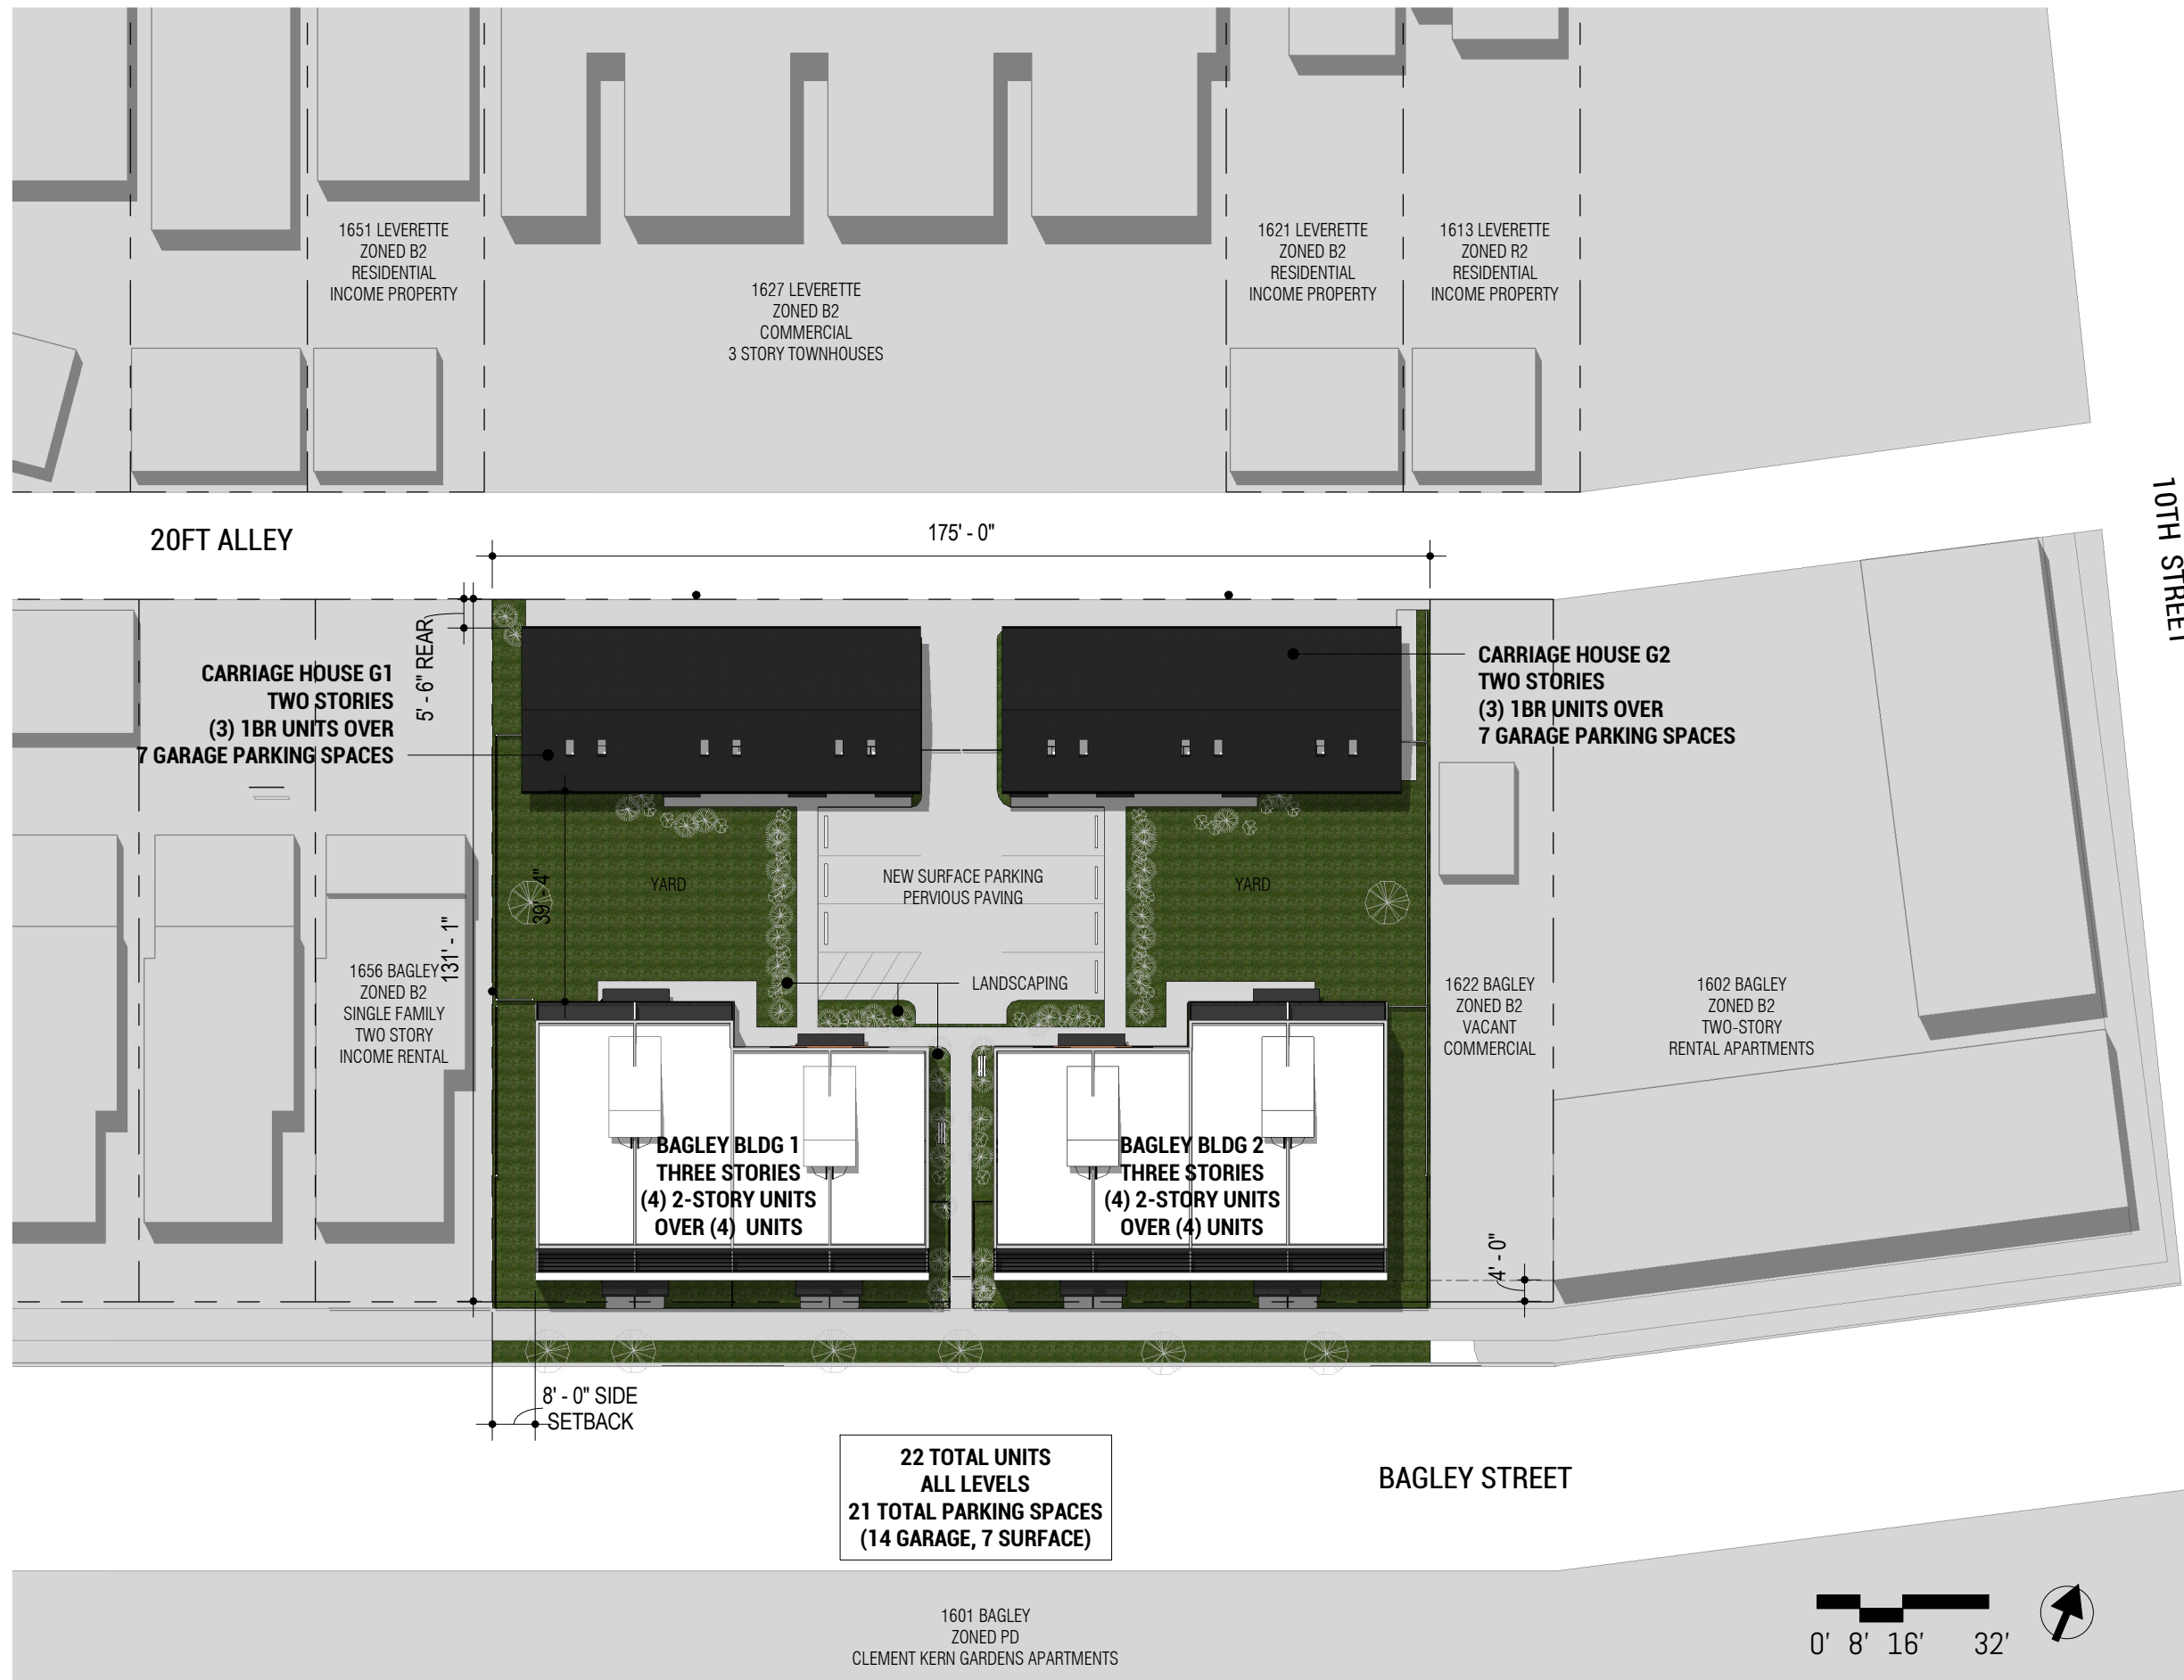 1651 LEVERETTE
ZONED B2
RESIDENTIAL
INCOME PROPERTY
1627 LEVERETTE
ZONED B2
COMMERCIAL
3 STORY TOWNHOUSES
1621 LEVERETTE
ZONED B2
RESIDENTIAL
INCOME PROPERTY
1613 LEVERETTE
ZONED R2
RESIDENTIAL
INCOME PROPERTY
10TH STREET
20FT ALLEY
175' - 0"
5' - 6" REAR
CARRIAGE HOUSE G1
TWO STORIES
(3) 1BR UNITS OVER
7 GARAGE PARKING SPACES
CARRIAGE HOUSE G2
TWO STORIES
(3) 1BR UNITS OVER
7 GARAGE PARKING SPACES
YARD
NEW SURFACE PARKING
PERVIOUS PAVING
YARD
39' - 4"
131' - 1"
LANDSCAPING
1656 BAGLEY
ZONED B2
SINGLE FAMILY
TWO STORY
INCOME RENTAL
1622 BAGLEY
ZONED B2
VACANT
COMMERCIAL
1602 BAGLEY
ZONED B2
TWO-STORY
RENTAL APARTMENTS
BAGLEY BLDG 1
THREE STORIES
(4) 2-STORY UNITS
OVER (4) UNITS
BAGLEY BLDG 2
THREE STORIES
(4) 2-STORY UNITS
OVER (4) UNITS
4' - 0"
8' - 0" SIDE
SETBACK
22 TOTAL UNITS
ALL LEVELS
21 TOTAL PARKING SPACES
(14 GARAGE, 7 SURFACE)
BAGLEY STREET
1601 BAGLEY
ZONED PD
CLEMENT KERN GARDENS APARTMENTS
0' 8' 16' 32'